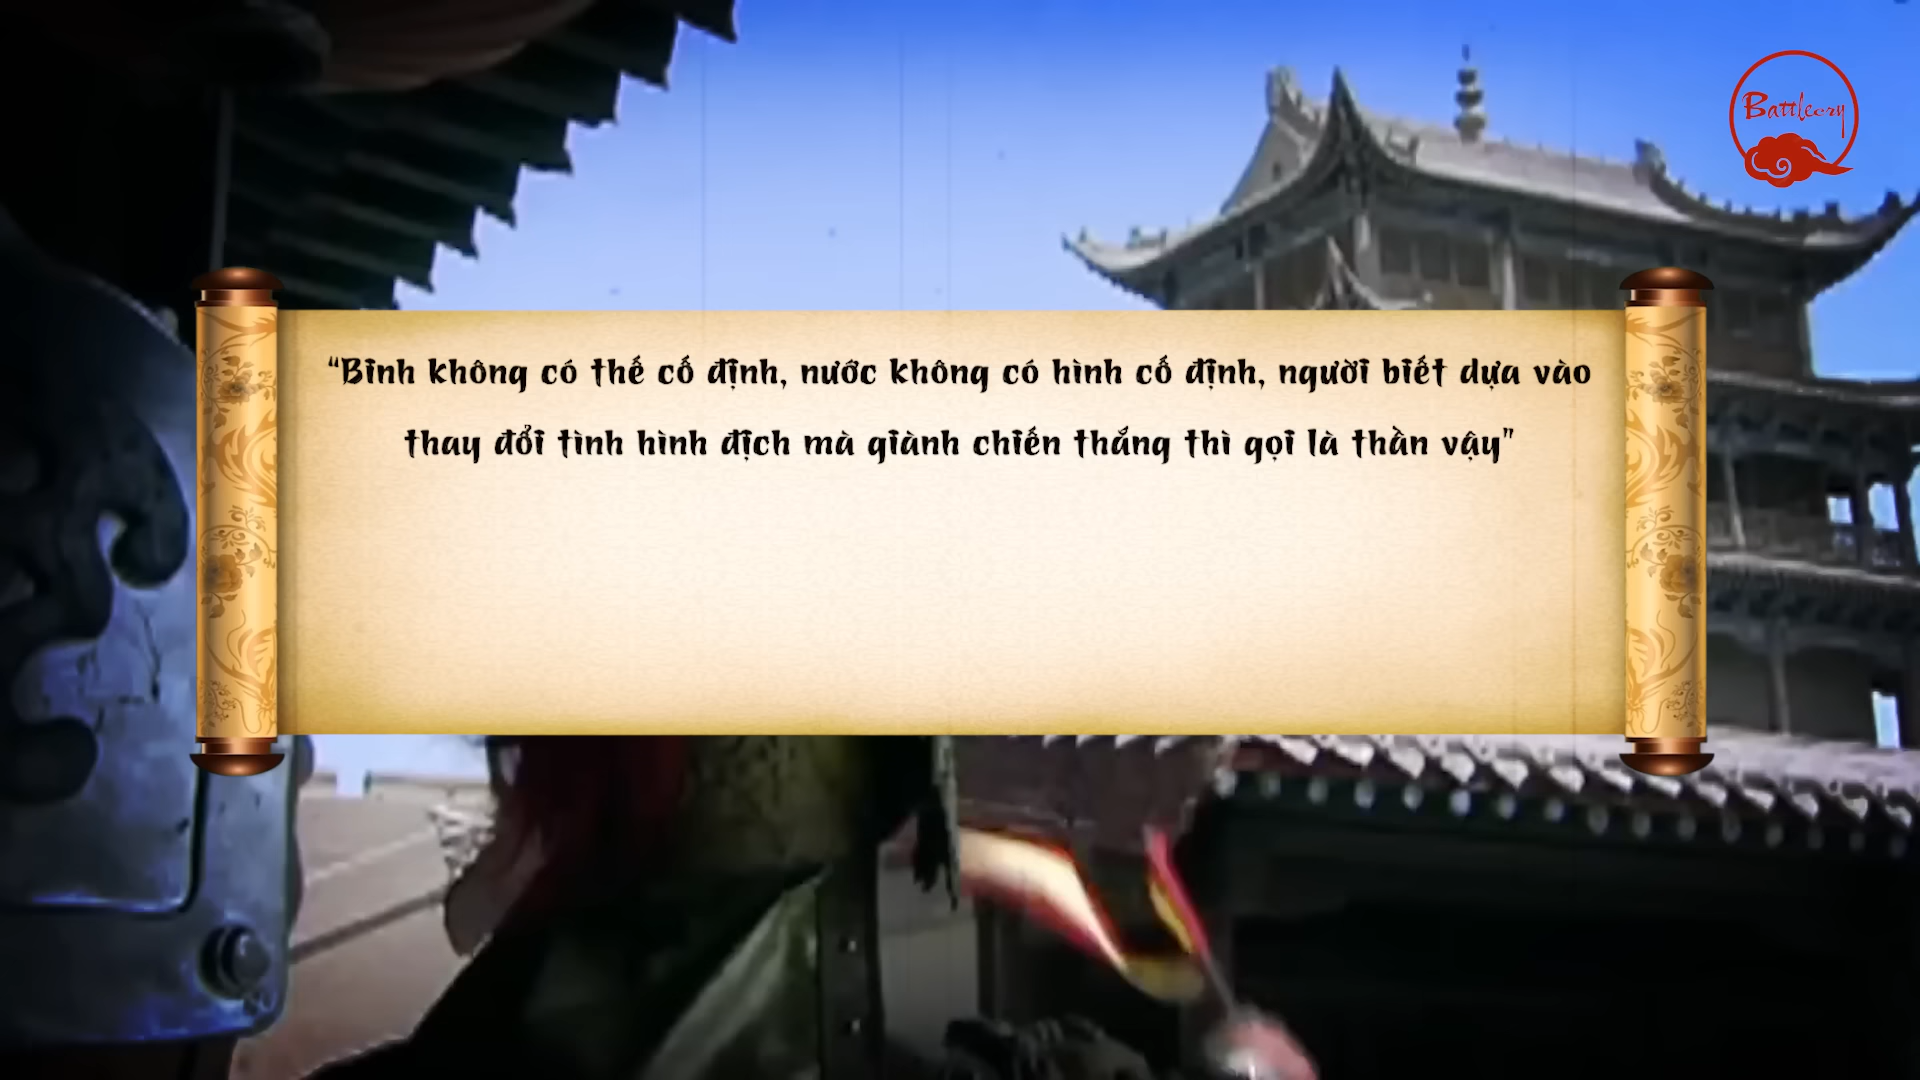 Battlecry
“Binh không có thế cố định, nước không có hình cố định, người biết dựa vào
thay đổi tình hình địch mà giành chiến thắng thì gọi là thần vậy"